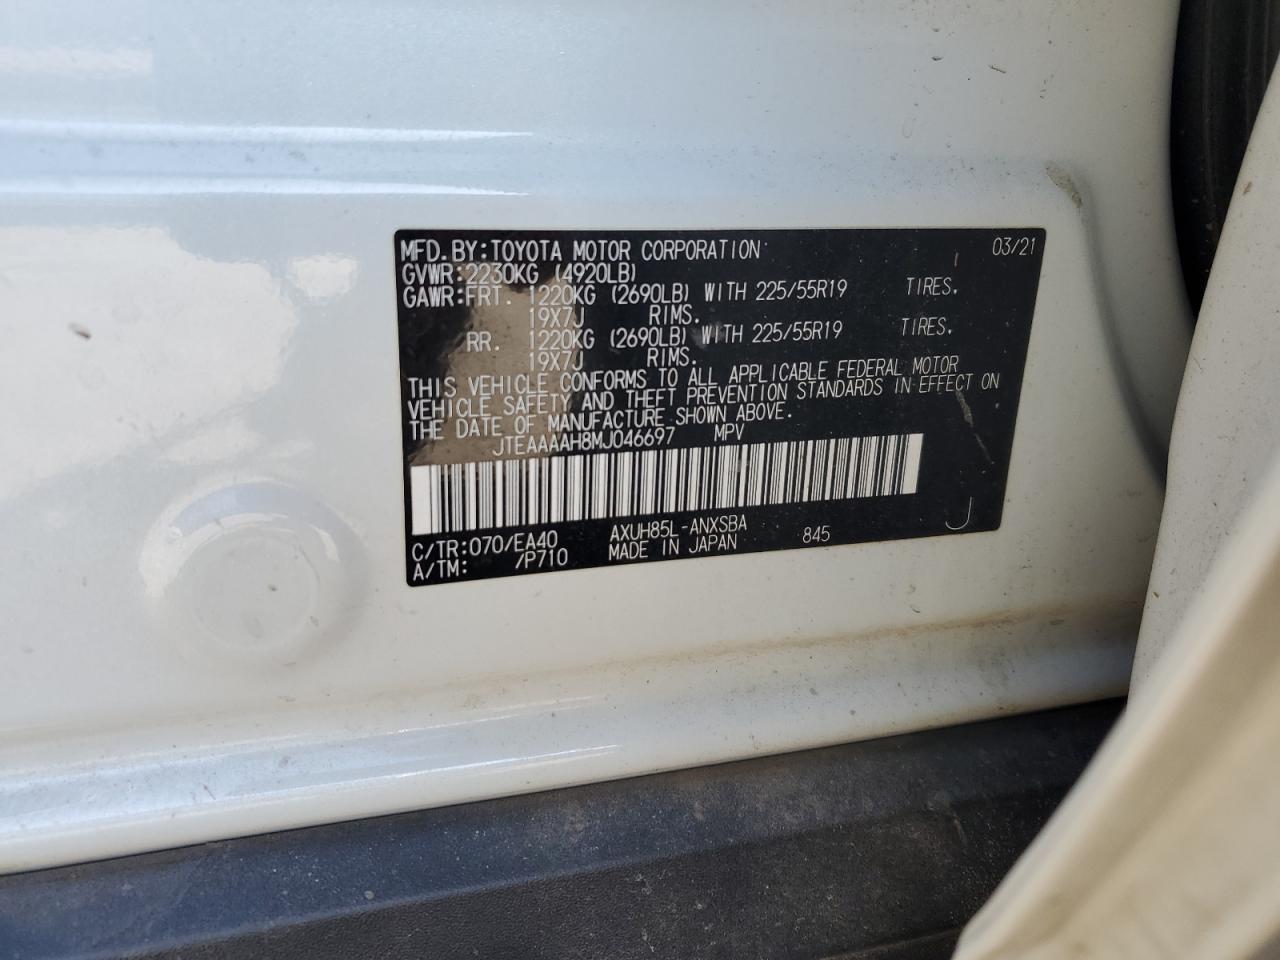 MFD.BY:TOYOTA MOTOR CORPORATION 03/21
GVWR:2230KG (4920LB)
GAWR:FRT. 1220KG (2690LB) WITH 225/55R19 TIRES.
19X7J RIMS.
RR. 1220KG (2690LB) WITH 225/55R19 TIRES.
19X7J RIMS.
THIS VEHICLE CONFORMS TO ALL APPLICABLE FEDERAL MOTOR
VEHICLE SAFETY AND THEFT PREVENTION STANDARDS IN EFFECT ON
THE DATE OF MANUFACTURE SHOWN ABOVE.
JTEAAAAH8MJ046697 MPV
C/TR:070/EA40 AXUH85L-ANXSBA 845 J
A/TM: /P710 MADE IN JAPAN